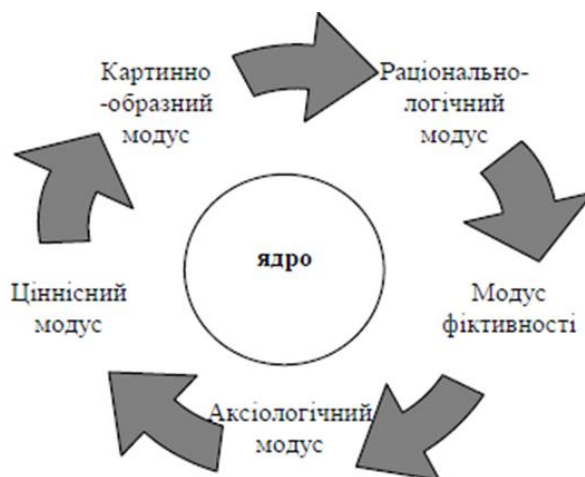 Картинно
-образний
модус
Раціонально-
логічний
модус
ядро
Ціннісний
модус
Модус
фіктивності
Аксіологічний
модус